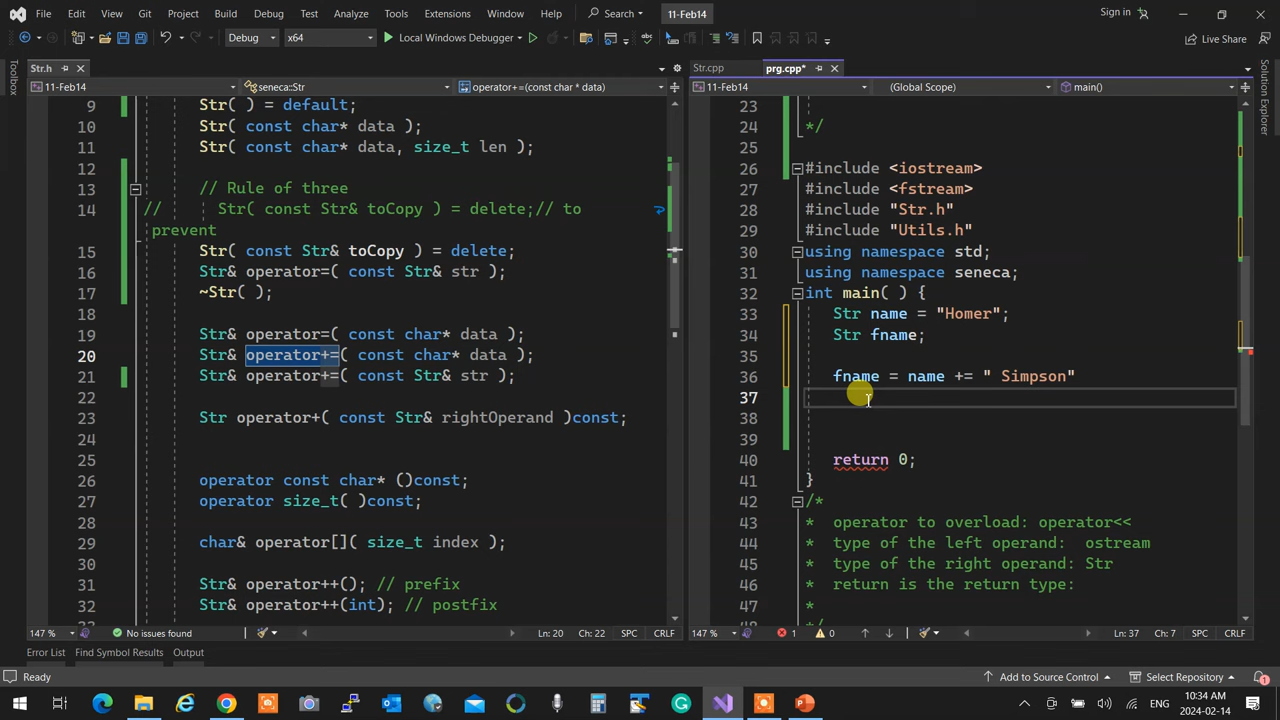 File Edit View Git Project Build Debug Test Analyze Tools Extensions Window Help Search 11-Feb14 Sign in
Debug x64 Local Windows Debugger Live Share
Toolbox
Str.h
11-Feb14 seneca::Str operator+=(const char * data)
9 Str( ) = default;
10 Str( const char* data );
11 Str( const char* data, size_t len );
12
13 // Rule of three
14 // Str( const Str& toCopy ) = delete;// to
prevent
15 Str( const Str& toCopy ) = delete;
16 Str& operator=( const Str& str );
17 ~Str( );
18
19 Str& operator=( const char* data );
20 Str& operator+=( const char* data );
21 Str& operator+=( const Str& str );
22
23 Str operator+( const Str& rightOperand )const;
24
25
26 operator const char* ()const;
27 operator size_t( )const;
28
29 char& operator[]( size_t index );
30
31 Str& operator++(); // prefix
32 Str& operator++(int); // postfix
147 % No issues found Ln: 20 Ch: 22 SPC CRLF
Str.cpp prg.cpp*
11-Feb14 (Global Scope) main()
23
24
*/
25
26 #include <iostream>
27 #include <fstream>
28 #include "Str.h"
29 #include "Utils.h"
30 using namespace std;
31 using namespace seneca;
32 int main( ) {
33 Str name = "Homer";
34 Str fname;
35
36 fname = name += " Simpson"
37
38
39
40 return 0;
41 }
42 /*
43 * operator to overload: operator<<
44 * type of the left operand: ostream
45 * type of the right operand: Str
46 * return is the return type:
47 *
147 % 1 0 Ln: 37 Ch: 7 SPC CRLF
Solution Explorer
Error List Find Symbol Results Output
Ready Add to Source Control Select Repository 1
ENG 10:34 AM
2024-02-14